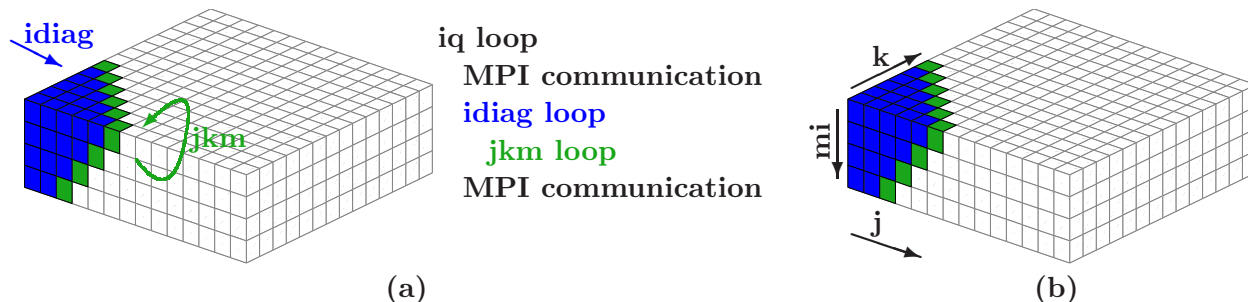 idiag
jkm
iq loop
MPI communication
idiag loop
jkm loop
MPI communication
(a)
k
mi
j
(b)